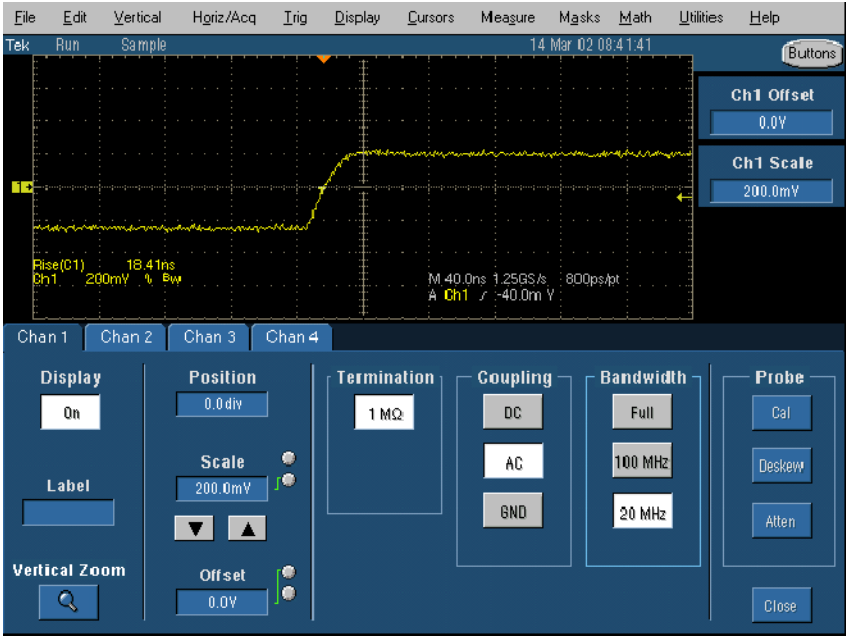 File Edit Vertical Horiz/Acq Trig Display Cursors Measure Masks Math Utilities Help
Tek Run Sample 14 Mar 02 08:41:41
Buttons
Ch1 Offset
0.0V
Ch1 Scale
200.0mV
1
Rise(C1) 18.41ns
Ch1 200mV % Bw
M 40.0ns 1.25GS/s 800ps/pt
A Ch1 / -40.0m V
Chan 1 Chan 2 Chan 3 Chan 4
Display
On
Label
Vertical Zoom
Position
0.0div
Scale
200.0mV
▼ ▲
Offset
0.0V
Termination
1 MΩ
Coupling
DC
AC
GND
Bandwidth
Full
100 MHz
20 MHz
Probe
Cal
Deskew
Atten
Close